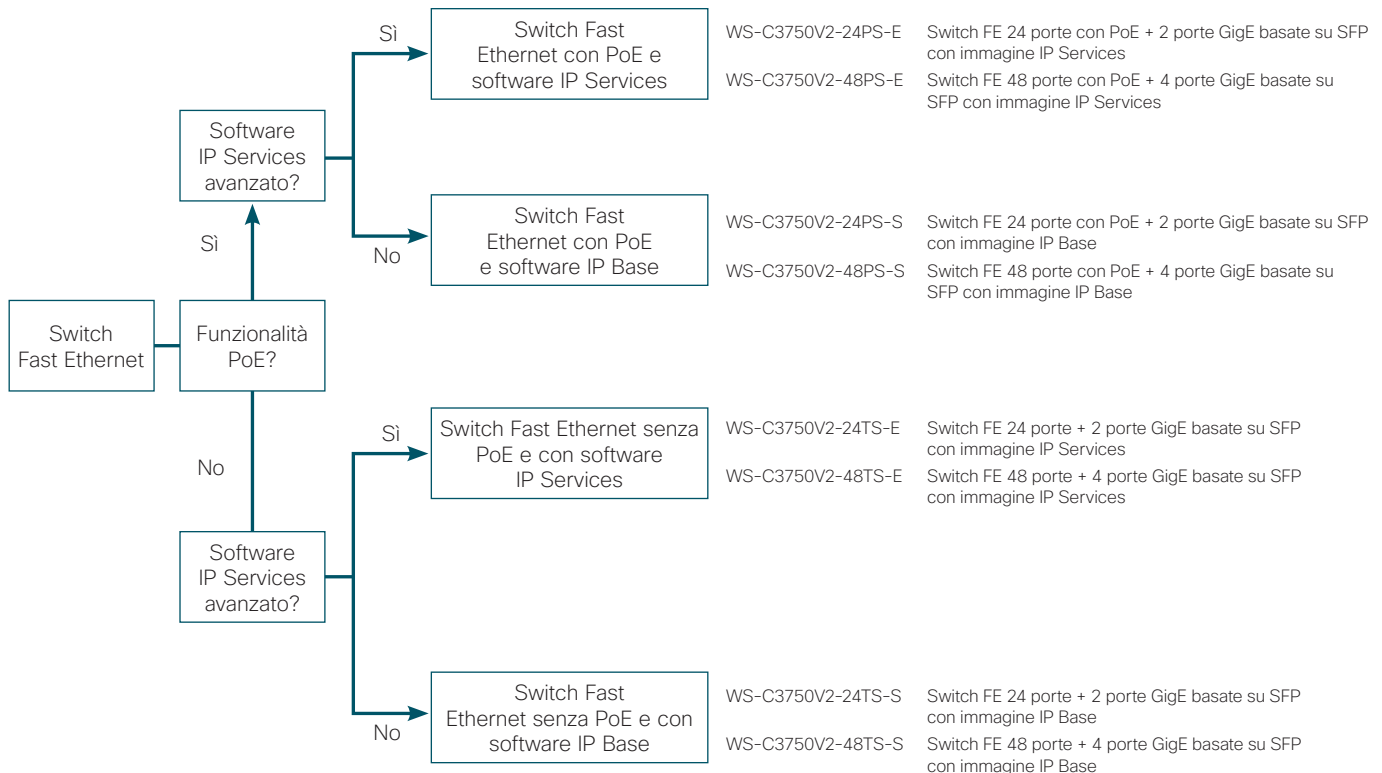 Sì
Switch Fast
Ethernet con PoE e
software IP Services
WS-C3750V2-24PS-E
Switch FE 24 porte con PoE + 2 porte GigE basate su SFP
con immagine IP Services
WS-C3750V2-48PS-E
Switch FE 48 porte con PoE + 4 porte GigE basate su
SFP con immagine IP Services
Software
IP Services
avanzato?
No
Switch Fast
Ethernet con PoE
e software IP Base
WS-C3750V2-24PS-S
Switch FE 24 porte con PoE + 2 porte GigE basate su SFP
con immagine IP Base
WS-C3750V2-48PS-S
Switch FE 48 porte con PoE + 4 porte GigE basate su
SFP con immagine IP Base
Sì
Switch
Fast Ethernet
Funzionalità
PoE?
No
Sì
Switch Fast Ethernet senza
PoE e con software
IP Services
WS-C3750V2-24TS-E
Switch FE 24 porte + 2 porte GigE basate su SFP
con immagine IP Services
WS-C3750V2-48TS-E
Switch FE 48 porte + 4 porte GigE basate su SFP
con immagine IP Services
Software
IP Services
avanzato?
No
Switch Fast
Ethernet senza PoE e con
software IP Base
WS-C3750V2-24TS-S
Switch FE 24 porte + 2 porte GigE basate su SFP
con immagine IP Base
WS-C3750V2-48TS-S
Switch FE 48 porte + 4 porte GigE basate su SFP
con immagine IP Base